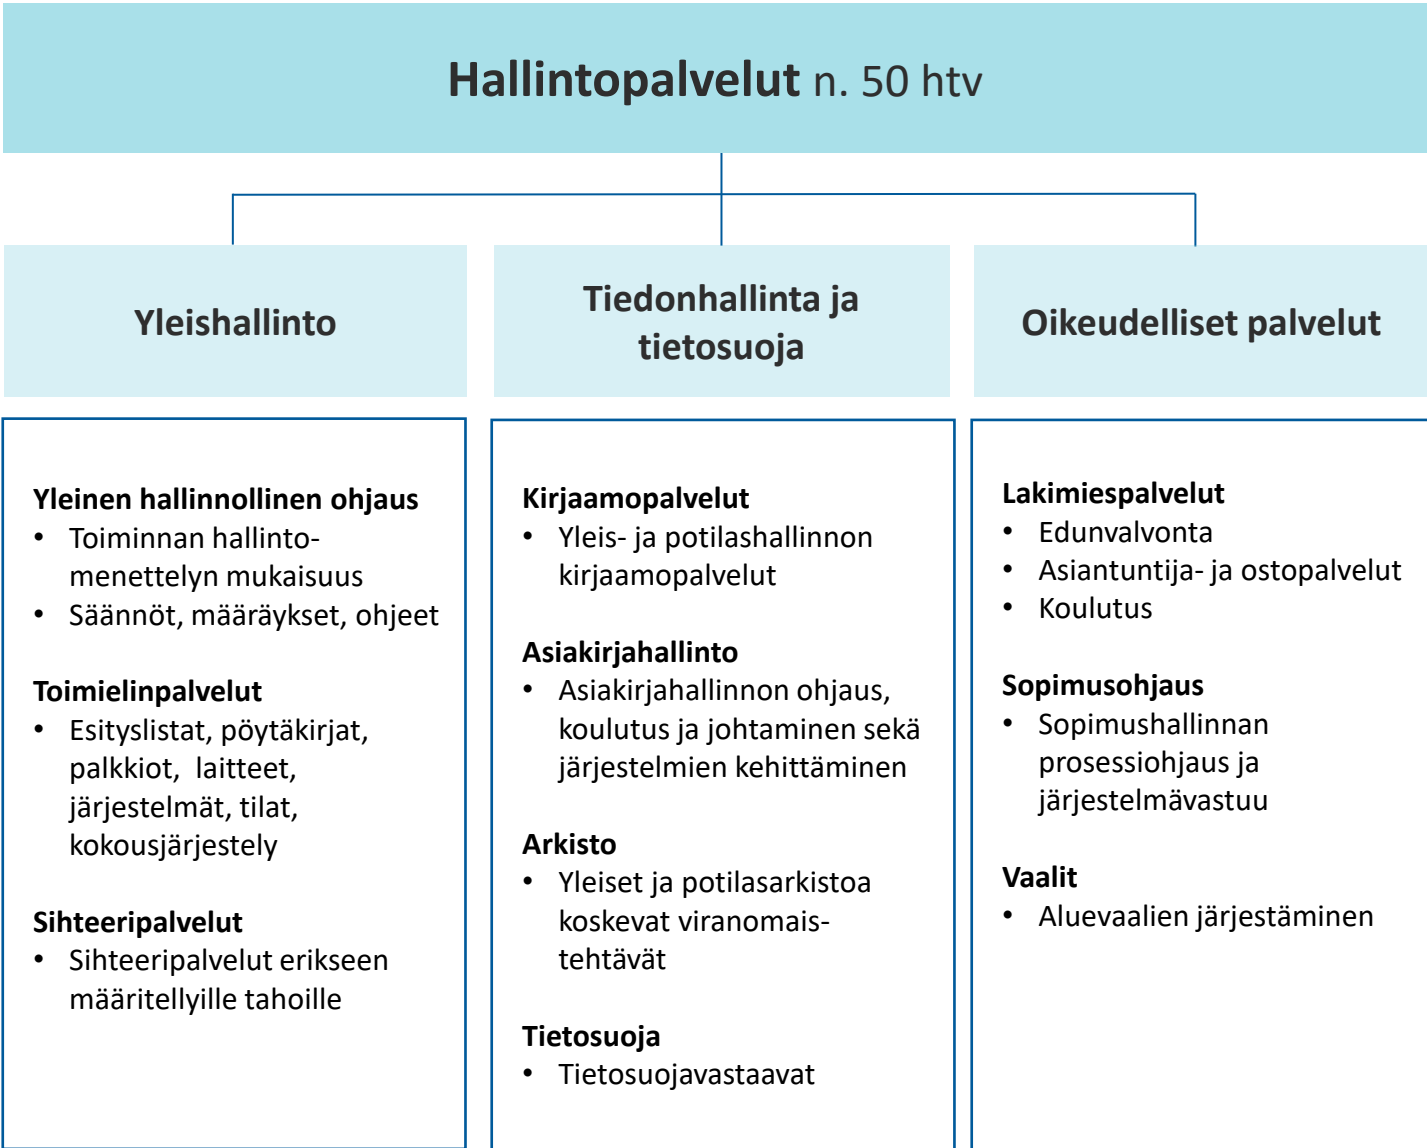 Hallintopalvelut n. 50 htv
Yleishallinto
Tiedonhallinta ja
tietosuoja
Oikeudelliset palvelut
Yleinen hallinnollinen ohjaus
• Toiminnan hallinto-
menettelyn mukaisuus
• Säännöt, määräykset, ohjeet
Toimielinpalvelut
• Esityslistat, pöytäkirjat,
palkkiot, laitteet,
järjestelmät, tilat,
kokousjärjestely
Sihteeripalvelut
• Sihteeripalvelut erikseen
määritellyille tahoille
Kirjaamopalvelut
• Yleis- ja potilashallinnon
kirjaamopalvelut
Asiakirjahallinto
• Asiakirjahallinnon ohjaus,
koulutus ja johtaminen sekä
järjestelmien kehittäminen
Arkisto
• Yleiset ja potilasarkistoa
koskevat viranomais-
tehtävät
Tietosuoja
• Tietosuojavastaavat
Lakimiespalvelut
• Edunvalvonta
• Asiantuntija- ja ostopalvelut
• Koulutus
Sopimusohjaus
• Sopimushallinnan
prosessiohjaus ja
järjestelmävastuu
Vaalit
• Aluevaalien järjestäminen